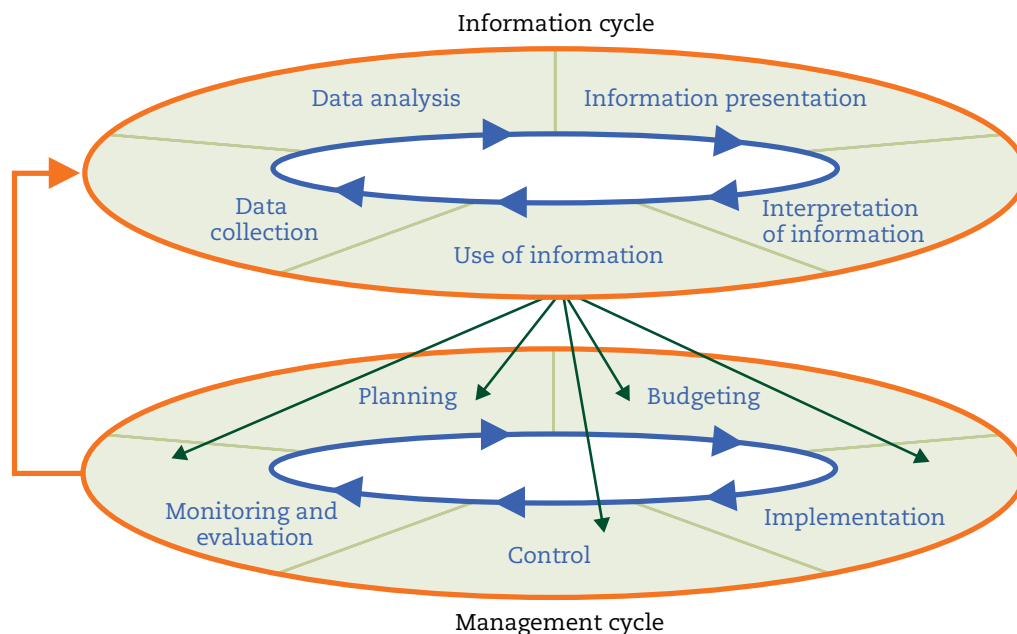 Information cycle
Data analysis
Information presentation
Data
collection
Interpretation
of information
Use of information
Planning
Budgeting
Monitoring and
evaluation
Implementation
Control
Management cycle